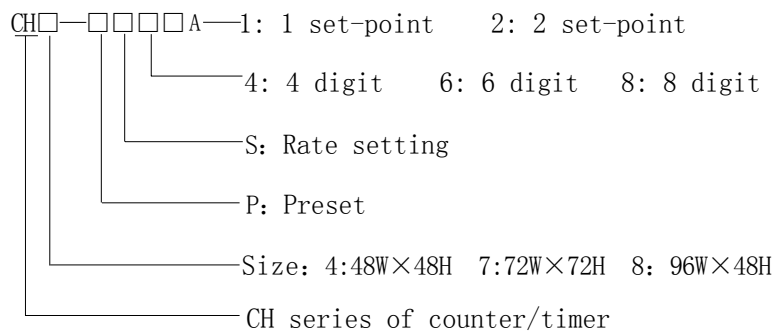 CH□—□□□□A—1: 1 set-point 2: 2 set-point
4: 4 digit 6: 6 digit 8: 8 digit
S: Rate setting
P: Preset
Size: 4:48W×48H 7:72W×72H 8: 96W×48H
CH series of counter/timer